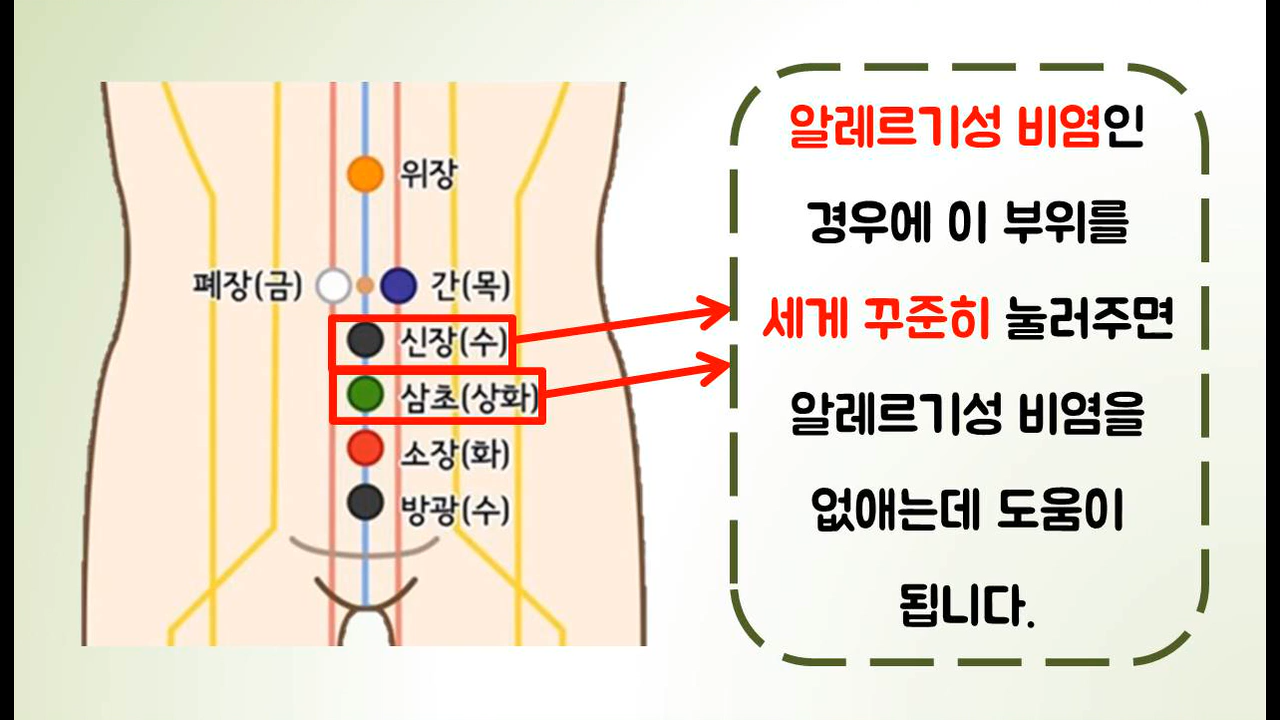 위장
폐장(금)
간(목)
신장(수)
삼초(상화)
소장(화)
방광(수)
알레르기성 비염인
경우에 이 부위를
세게 꾸준히 눌러주면
알레르기성 비염을
없애는데 도움이
됩니다.